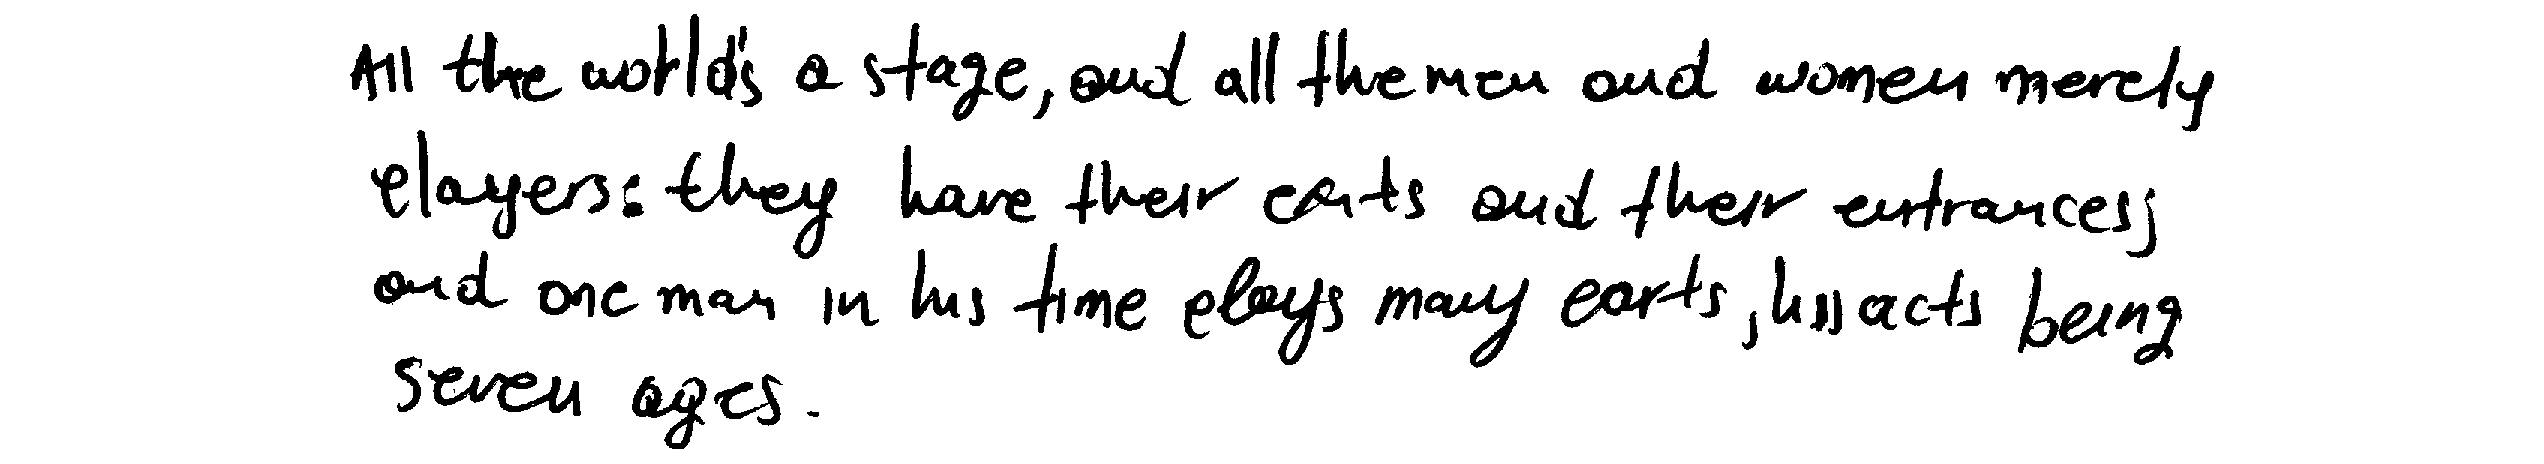 All the world's a stage, and all the men and women merely
players: they have their exits and their entrances;
and one man in his time plays many parts, his acts being
seven ages.